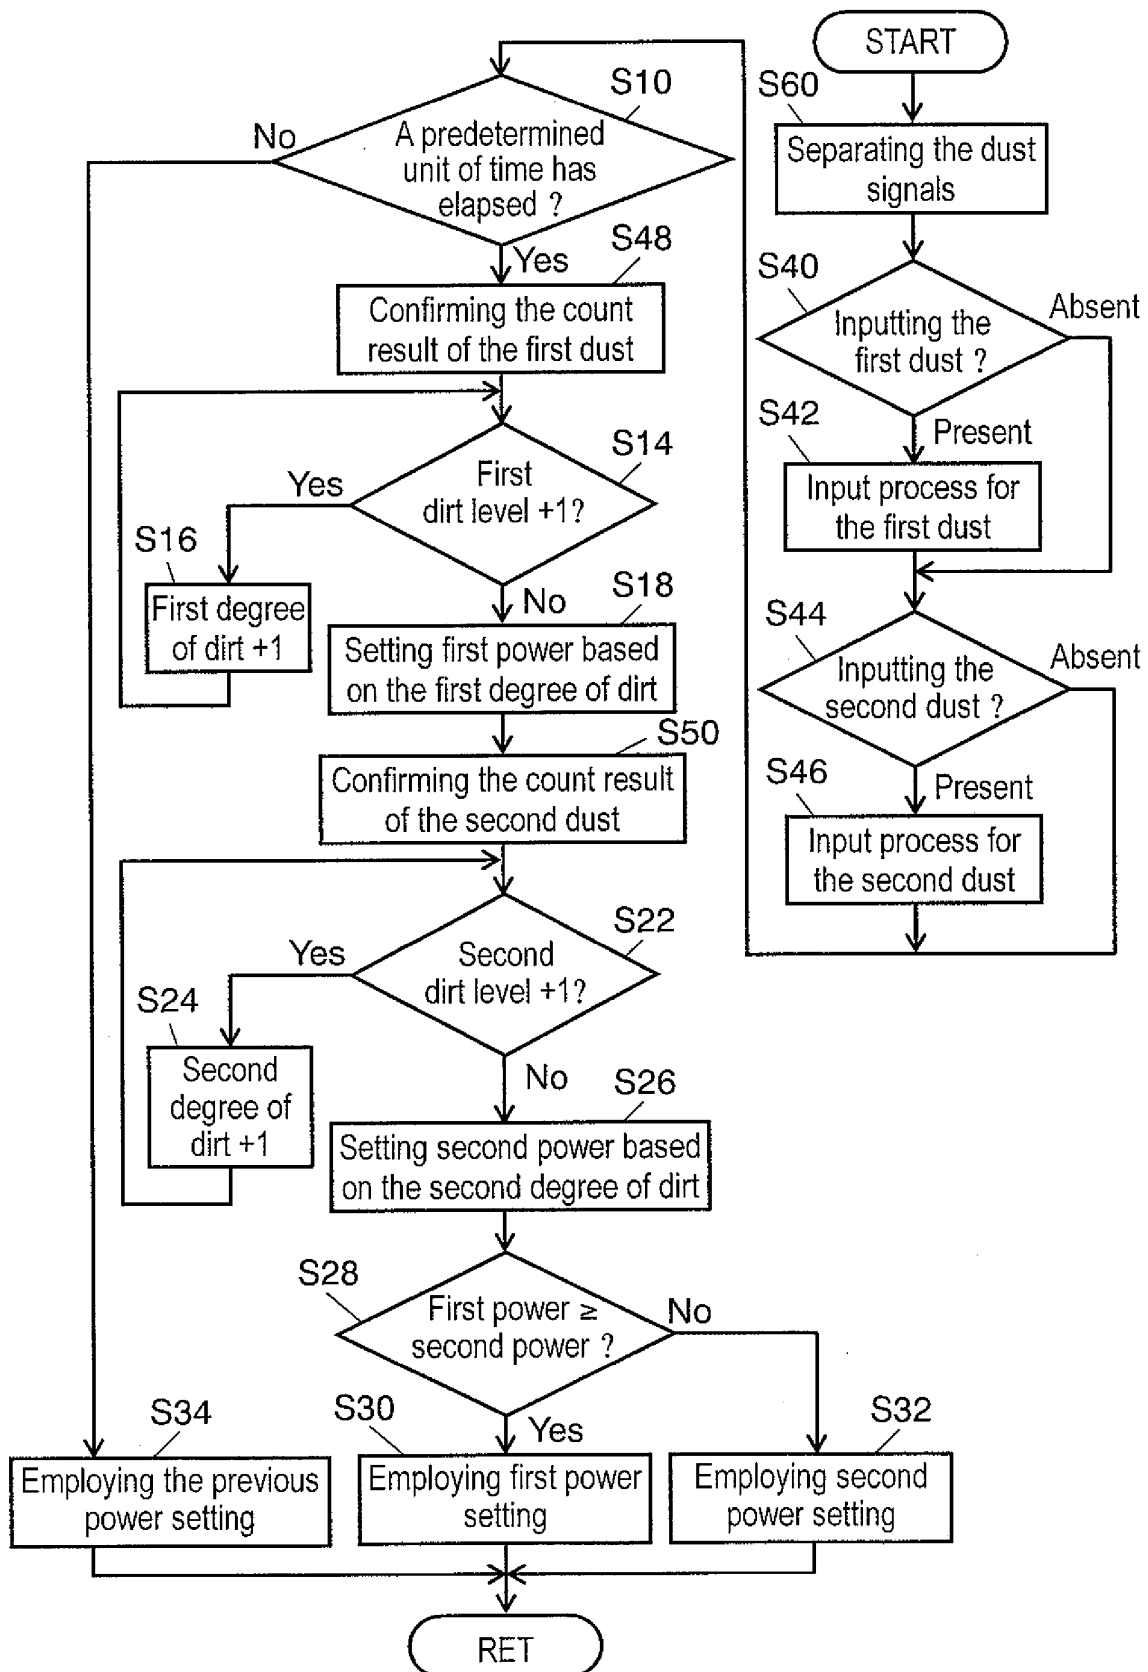 START
S60
Separating the dust
signals
S40
Inputting the
first dust ?
Absent
Present
S42
Input process for
the first dust
S44
Inputting the
second dust ?
Absent
Present
S46
Input process for
the second dust
S10
A predetermined
unit of time has
elapsed ?
No
Yes
S48
Confirming the count
result of the first dust
S14
First
dirt level +1?
Yes
S16
First degree
of dirt +1
No
S18
Setting first power based
on the first degree of dirt
S50
Confirming the count result
of the second dust
S22
Second
dirt level +1?
Yes
S24
Second
degree of
dirt +1
No
S26
Setting second power based
on the second degree of dirt
S28
First power ≥
second power ?
No
Yes
S34
Employing the previous
power setting
S30
Employing first power
setting
S32
Employing second
power setting
RET